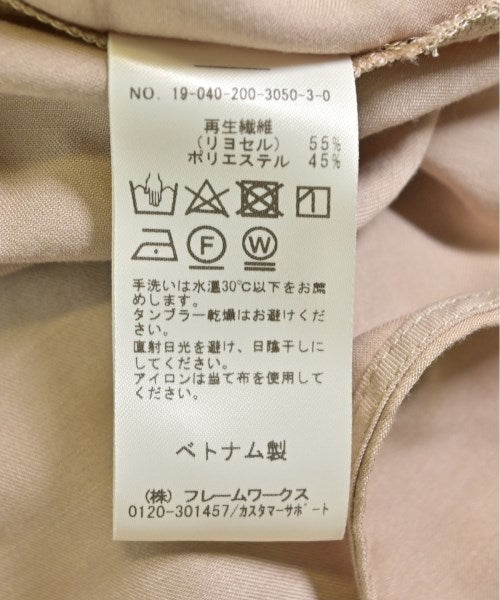 NO. 19-040-200-3050-3-0
再生繊維
(リヨセル) 55%
ポリエステル 45%
F W
手洗いは水温30℃以下をお薦
めします。
タンブラー乾燥はお避けくだ
さい。
直射日光を避け、日陰干しに
してください。
アイロンは当て布を使用して
ください。
ベトナム製
(株) フレームワークス
0120-301457/カスタマーサポート